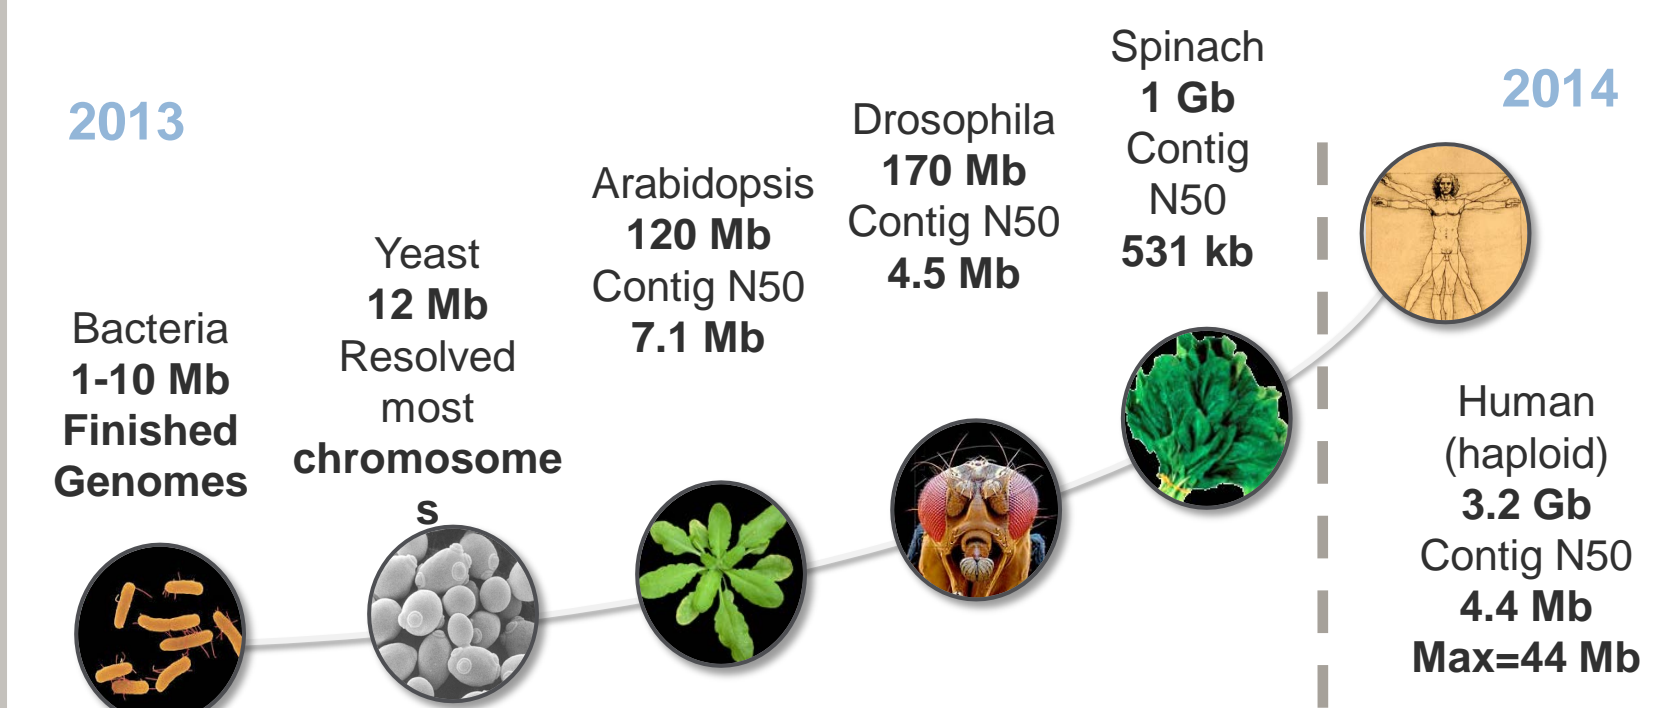 2013
Bacteria
1-10 Mb
Finished
Genomes
Yeast
12 Mb
Resolved
most
chromosome
s
Arabidopsis
120 Mb
Contig N50
7.1 Mb
Drosophila
170 Mb
Contig N50
4.5 Mb
Spinach
1 Gb
Contig
N50
531 kb
2014
Human
(haploid)
3.2 Gb
Contig N50
4.4 Mb
Max=44 Mb